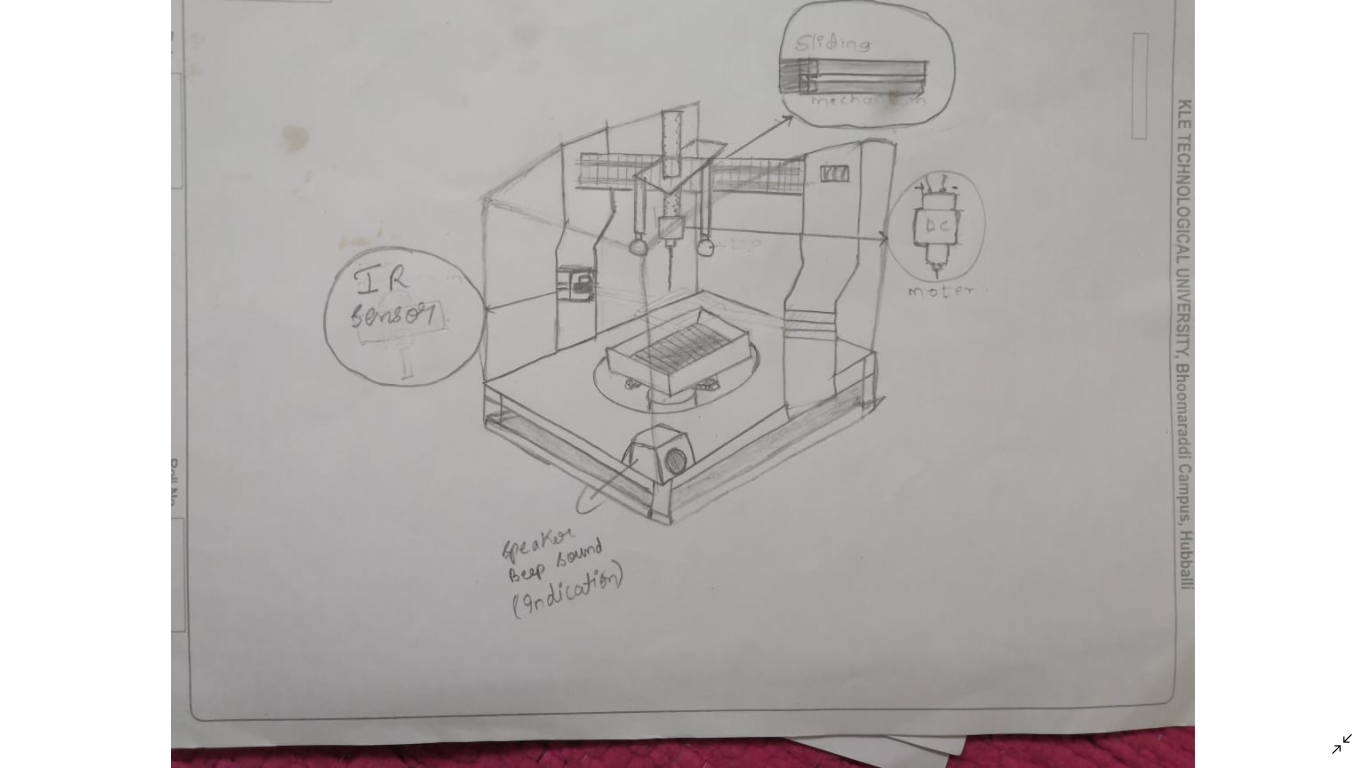 Sliding
mechanism
DC
moter
IR
Sensor
Speaker
Beep Sound
(Indication)
KLE TECHNOLOGICAL UNIVERSITY, Bhoomaraddi Campus, Hubballi